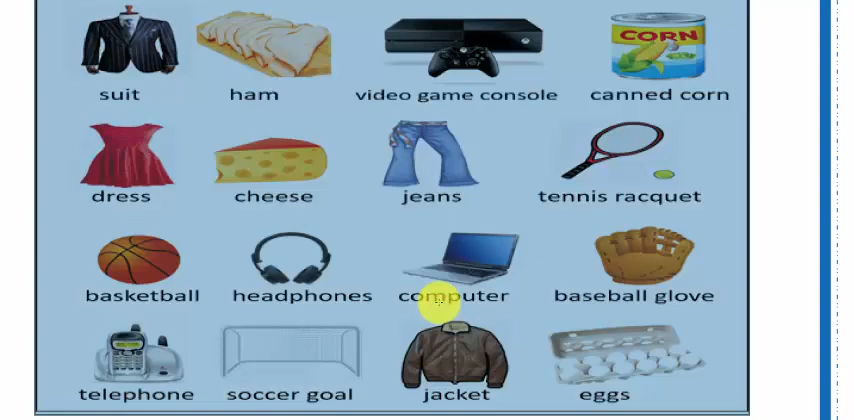 CORN
suit ham video game console canned corn
dress cheese jeans tennis racquet
basketball headphones computer baseball glove
telephone soccer goal jacket eggs